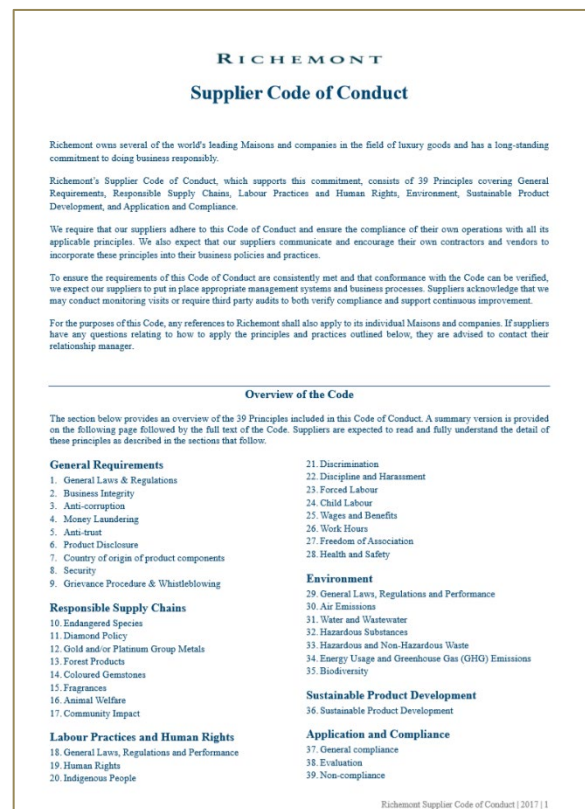 RICHEMONT
Supplier Code of Conduct
Richemont owns several of the world's leading Maisons and companies in the field of luxury goods and has a long-standing
commitment to doing business responsibly.
Richemont's Supplier Code of Conduct, which supports this commitment, consists of 39 Principles covering General
Requirements, Responsible Supply Chains, Labour Practices and Human Rights, Environment, Sustainable Product
Development, and Application and Compliance.
We require that our suppliers adhere to this Code of Conduct and ensure the compliance of their own operations with all its
applicable principles. We also expect that our suppliers communicate and encourage their own contractors and vendors to
incorporate these principles into their business policies and practices.
To ensure the requirements of this Code of Conduct are consistently met and that conformance with the Code can be verified,
we expect our suppliers to put in place appropriate management systems and business processes. Suppliers acknowledge that we
may conduct monitoring visits or require third party audits to both verify compliance and support continuous improvement.
For the purposes of this Code, any references to Richemont shall also apply to its individual Maisons and companies. If suppliers
have any questions relating to how to apply the principles and practices outlined below, they are advised to contact their
relationship manager.
Overview of the Code
The section below provides an overview of the 39 Principles included in this Code of Conduct. A summary version is provided
on the following page followed by the full text of the Code. Suppliers are expected to read and fully understand the detail of
these principles as described in the sections that follow.
General Requirements
1. General Laws & Regulations
2. Business Integrity
3. Anti-corruption
4. Money Laundering
5. Anti-trust
6. Product Disclosure
7. Country of origin of product components
8. Security
9. Grievance Procedure & Whistleblowing
Responsible Supply Chains
10. Endangered Species
11. Diamond Policy
12. Gold and/or Platinum Group Metals
13. Forest Products
14. Coloured Gemstones
15. Fragrances
16. Animal Welfare
17. Community Impact
Labour Practices and Human Rights
18. General Laws, Regulations and Performance
19. Human Rights
20. Indigenous People
21. Discrimination
22. Discipline and Harassment
23. Forced Labour
24. Child Labour
25. Wages and Benefits
26. Work Hours
27. Freedom of Association
28. Health and Safety
Environment
29. General Laws, Regulations and Performance
30. Air Emissions
31. Water and Wastewater
32. Hazardous Substances
33. Hazardous and Non-Hazardous Waste
34. Energy Usage and Greenhouse Gas (GHG) Emissions
35. Biodiversity
Sustainable Product Development
36. Sustainable Product Development
Application and Compliance
37. General compliance
38. Evaluation
39. Non-compliance
Richemont Supplier Code of Conduct | 2017 | 1